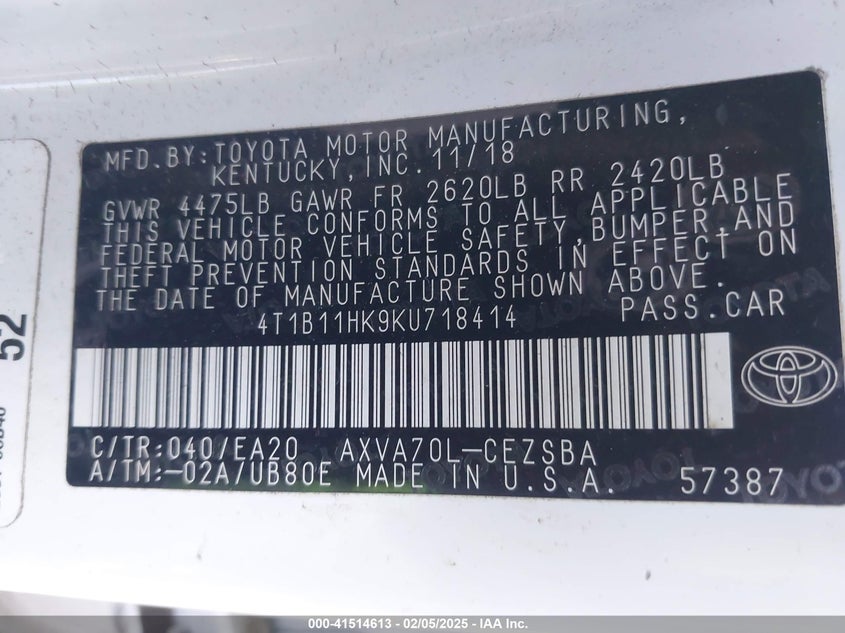 MFD.BY:TOYOTA MOTOR MANUFACTURING,
KENTUCKY,INC. 11/18
GVWR 4475LB GAWR FR 2620LB RR 2420LB
THIS VEHICLE CONFORMS TO ALL APPLICABLE
FEDERAL MOTOR VEHICLE SAFETY,BUMPER,AND
THEFT PREVENTION STANDARDS IN EFFECT ON
THE DATE OF MANUFACTURE SHOWN ABOVE.
4T1B11HK9KU718414 PASS.CAR
C/TR:040/EA20 AXVA70L-CEZSBA
A/TM:-02A/UB80E MADE IN U.S.A. 57387
52
000-41514613 - 02/05/2025 - IAA Inc.